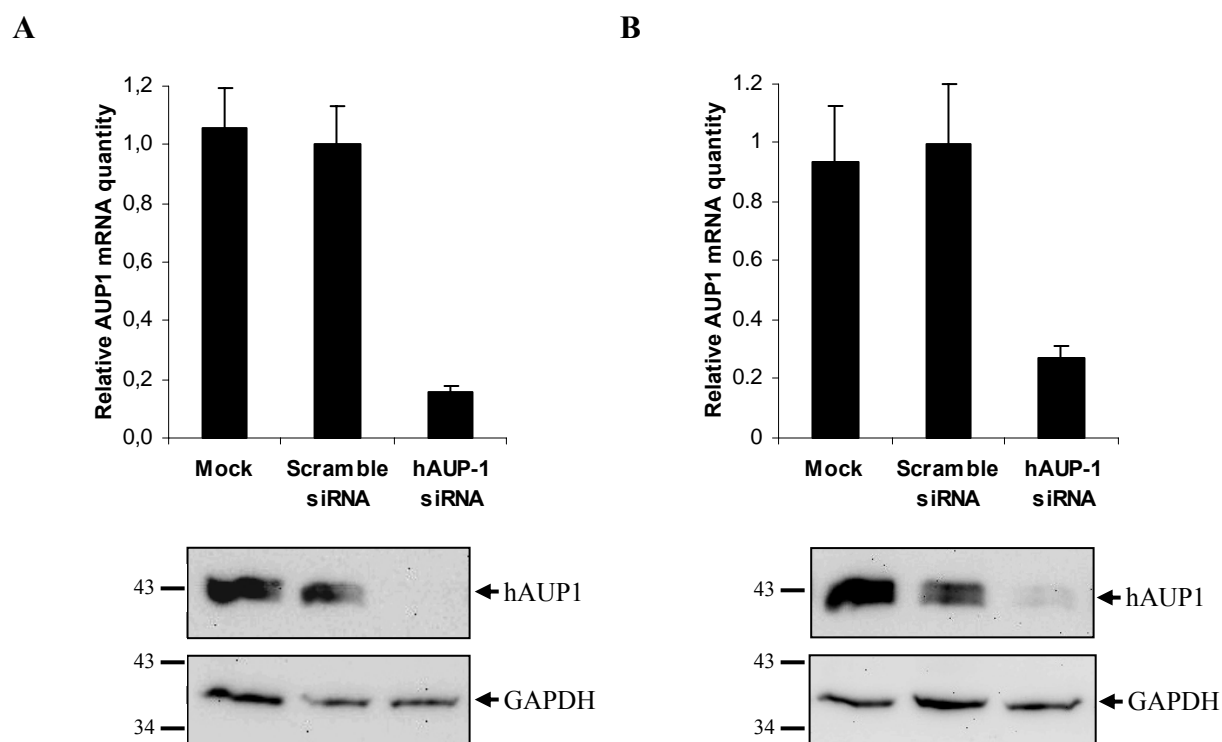 A
Relative AUP1 mRNA quantity
1,2
1,0
0,8
0,6
0,4
0,2
0,0
Mock
Scramble siRNA
hAUP-1 siRNA
43
hAUP1
43
GAPDH
34
B
Relative AUP1 mRNA quantity
1.2
1
0.8
0.6
0.4
0.2
0
Mock
Scramble siRNA
hAUP-1 siRNA
43
hAUP1
43
GAPDH
34